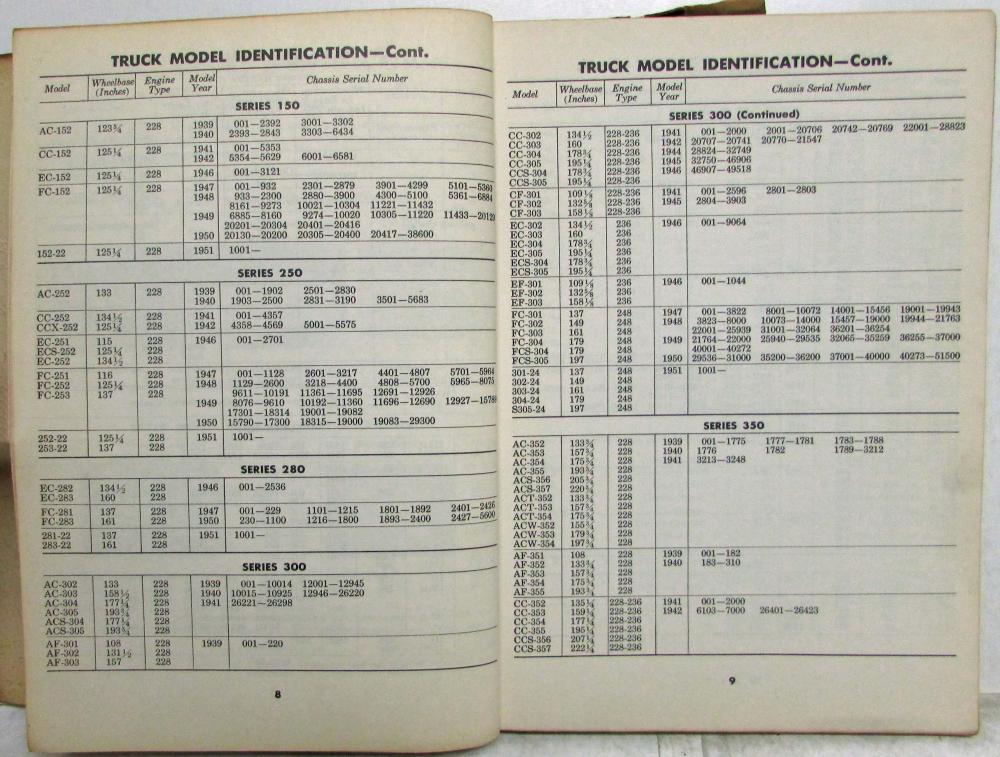 TRUCK MODEL IDENTIFICATION—Cont.
Model Wheelbase (Inches) Engine Type Model Year Chassis Serial Number
SERIES 150
AC-152 123¾ 228 1939 001—2392 3001—3302
1940 2393—2843 3303—6434
CC-152 125¼ 228 1941 001—5353
1942 5354—5629 6001—6581
EC-152 125¼ 228 1946 001—3121
FC-152 125¼ 228 1947 001—932 2301—2879 3901—4299 5101—5360
1948 933—2300 2880—3900 4300—5100 5361—6884
8161—9273 10021—10304 11221—11432
1949 6885—8160 9274—10020 10305—11220 11433—20129
20201—20304 20401—20416
1950 20130—20200 20305—20400 20417—38600
152-22 125¼ 228 1951 1001—
SERIES 250
AC-252 133 228 1939 001—1902 2501—2830
1940 1903—2500 2831—3190 3501—5683
CC-252 134½ 228 1941 001—4357
CCX-252 125¼ 228 1942 4358—4569 5001—5575
EC-251 115 228 1946 001—2701
ECS-252 125¼ 228
EC-252 134½ 228
FC-251 116 228 1947 001—1128 2601—3217 4401—4807 5701—5964
FC-252 125¼ 228 1948 1129—2600 3218—4400 4808—5700 5965—8075
FC-253 137 228 9611—10191 11361—11695 12691—12926
1949 8076—9610 10192—11360 11696—12690 12927—15789
17301—18314 19001—19082
1950 15790—17300 18315—19000 19083—29300
252-22 125¼ 228 1951 1001—
253-22 137 228
SERIES 280
EC-282 134½ 228 1946 001—2536
EC-283 160 228
FC-281 137 228 1947 001—229 1101—1215 1801—1892 2401—2426
FC-283 161 228 1950 230—1100 1216—1800 1893—2400 2427—5600
281-22 137 228 1951 1001—
283-22 161 228
SERIES 300
AC-302 133 228 1939 001—10014 12001—12945
AC-303 158½ 228 1940 10015—10925 12946—26220
AC-304 177¼ 228 1941 26221—26298
AC-305 193¾ 228
ACS-304 177¼ 228
ACS-305 193¾ 228
AF-301 108 228 1939 001—220
AF-302 131½ 228
AF-303 157 228
8
TRUCK MODEL IDENTIFICATION—Cont.
Model Wheelbase (Inches) Engine Type Model Year Chassis Serial Number
SERIES 300 (Continued)
CC-302 134½ 228-236 1941 001—2000 2001—20706 20742—20769 22001—28823
CC-303 160 228-236 1942 20707—20741 20770—21547
CC-304 178¾ 228-236 1944 28824—32749
CC-305 195¼ 228-236 1945 32750—46906
CCS-304 178¾ 228-236 1946 46907—49518
CCS-305 195¼ 228-236
CF-301 109⅛ 228-236 1941 001—2596 2801—2803
CF-302 132⅝ 228-236 1945 2804—3903
CF-303 158⅛ 228-236
EC-302 134½ 236 1946 001—9064
EC-303 160 236
EC-304 178¾ 236
EC-305 195¼ 236
ECS-304 178¾ 236
ECS-305 195¼ 236
EF-301 109⅛ 236 1946 001—1044
EF-302 132⅝ 236
EF-303 158⅛ 236
FC-301 137 248 1947 001—3822 8001—10072 14001—15456 19001—19943
FC-302 149 248 1948 3823—8000 10073—14000 15457—19000 19944—21763
FC-303 161 248 22001—25939 31001—32064 36201—36254
FC-304 179 248 1949 21764—22000 25940—29535 32065—35259 36255—37000
FCS-304 179 248 40001—40272
FCS-305 197 248 1950 29536—31000 35200—36200 37001—40000 40273—51500
301-24 137 248 1951 1001—
302-24 149 248
303-24 161 248
304-24 179 248
S305-24 197 248
SERIES 350
AC-352 133¾ 228 1939 001—1775 1777—1781 1783—1788
AC-353 157¾ 228 1940 1776 1782 1789—3212
AC-354 175¾ 228 1941 3213—3248
AC-355 193¾ 228
ACS-356 205¾ 228
ACS-357 220¾ 228
ACT-352 133¾ 228
ACT-353 157¾ 228
ACT-354 175¾ 228
ACW-352 155¾ 228
ACW-353 179¾ 228
ACW-354 197¾ 228
AF-351 108 228 1939 001—182
AF-352 133¾ 228 1940 183—310
AF-353 157¾ 228
AF-354 175¾ 228
AF-355 193¾ 228
CC-352 135¼ 228-236 1941 001—2000
CC-353 159¼ 228-236 1942 6103—7000 26401—26423
CC-354 177¼ 228-236
CC-355 195¼ 228-236
CCS-356 207¼ 228-236
CCS-357 222¼ 228-236
9